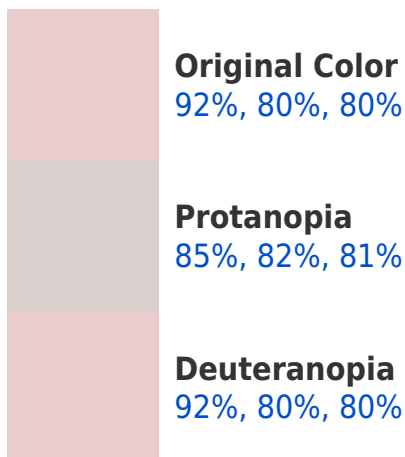 Original Color
92%, 80%, 80%
Protanopia
85%, 82%, 81%
Deuteranopia
92%, 80%, 80%